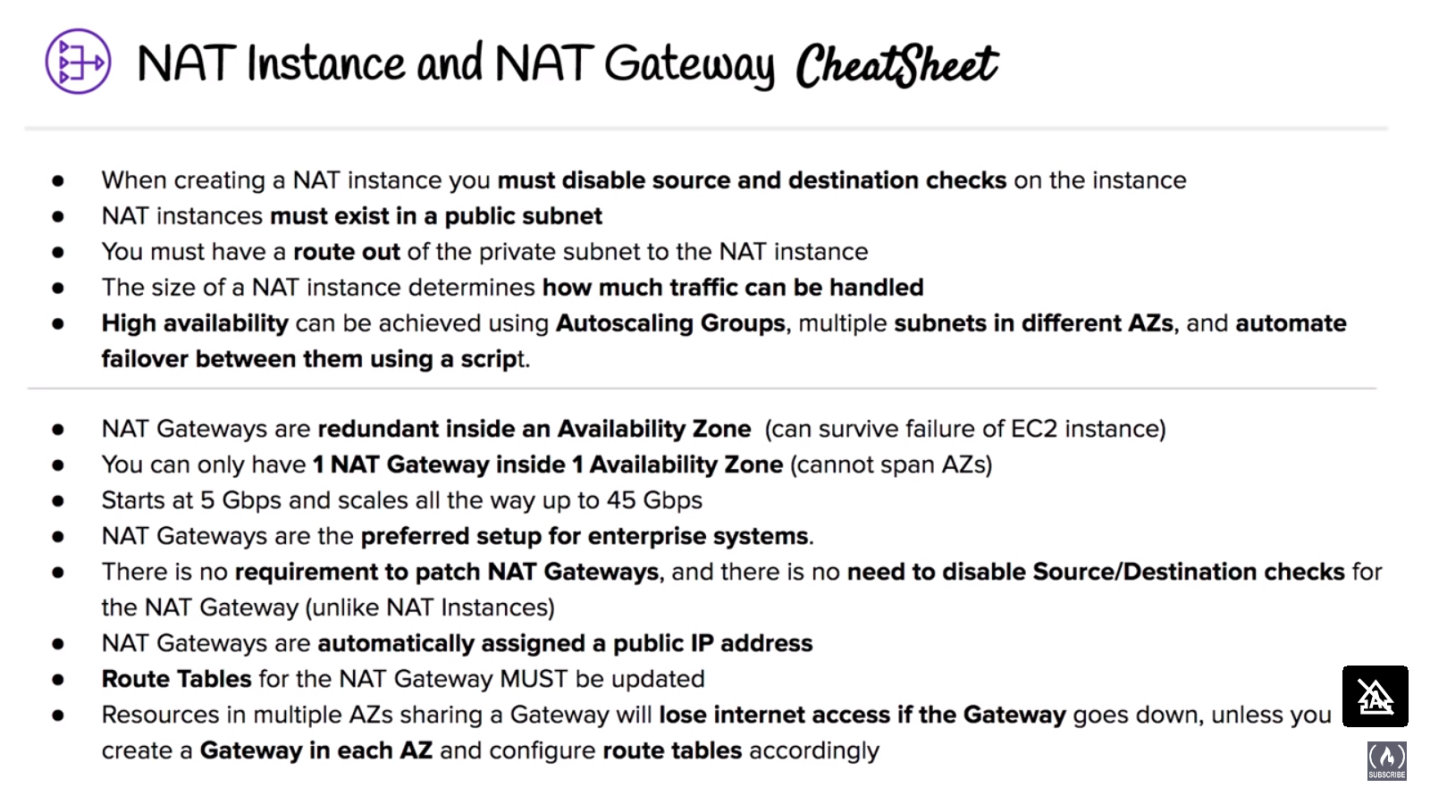 NAT Instance and NAT Gateway CheatSheet
● When creating a NAT instance you must disable source and destination checks on the instance
● NAT instances must exist in a public subnet
● You must have a route out of the private subnet to the NAT instance
● The size of a NAT instance determines how much traffic can be handled
● High availability can be achieved using Autoscaling Groups, multiple subnets in different AZs, and automate
failover between them using a script.
● NAT Gateways are redundant inside an Availability Zone (can survive failure of EC2 instance)
● You can only have 1 NAT Gateway inside 1 Availability Zone (cannot span AZs)
● Starts at 5 Gbps and scales all the way up to 45 Gbps
● NAT Gateways are the preferred setup for enterprise systems.
● There is no requirement to patch NAT Gateways, and there is no need to disable Source/Destination checks for
the NAT Gateway (unlike NAT Instances)
● NAT Gateways are automatically assigned a public IP address
● Route Tables for the NAT Gateway MUST be updated
● Resources in multiple AZs sharing a Gateway will lose internet access if the Gateway goes down, unless you
create a Gateway in each AZ and configure route tables accordingly
A
SUBSCRIBE